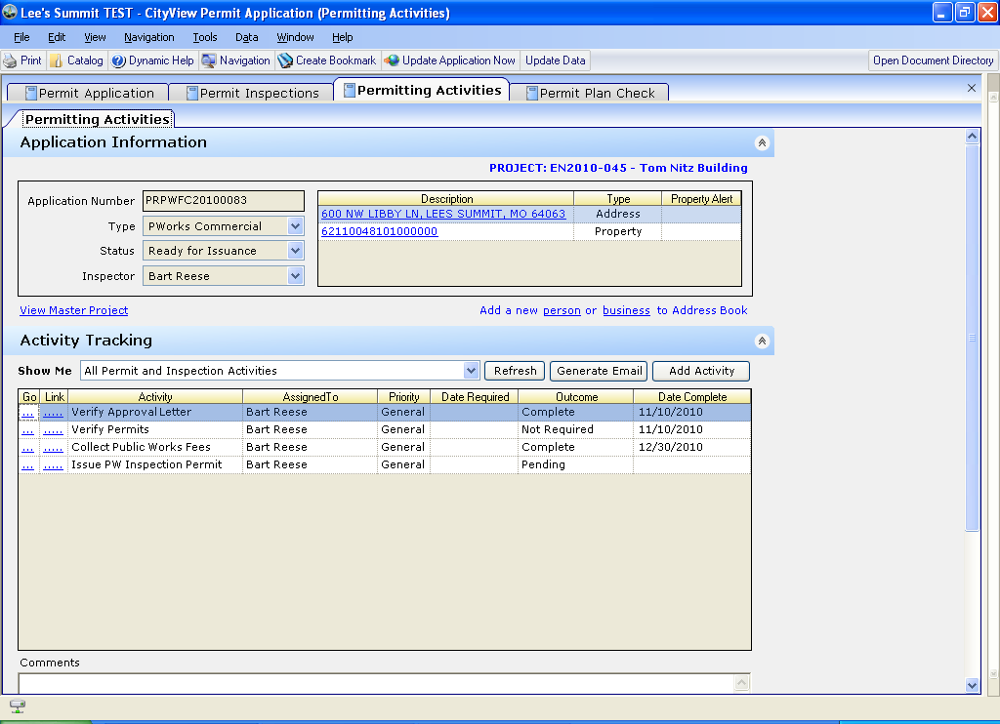 Lee's Summit TEST - CityView Permit Application (Permitting Activities)
File Edit View Navigation Tools Data Window Help
Print Catalog Dynamic Help Navigation Create Bookmark Update Application Now Update Data Open Document Directory
Permit Application Permit Inspections Permitting Activities Permit Plan Check
Permitting Activities
Application Information
PROJECT: EN2010-045 - Tom Nitz Building
Application Number PRPWFC20100083
Type PWorks Commercial
Status Ready for Issuance
Inspector Bart Reese
Description Type Property Alert
600 NW LIBBY LN, LEES SUMMIT, MO 64063 Address
62110048101000000 Property
View Master Project Add a new person or business to Address Book
Activity Tracking
Show Me All Permit and Inspection Activities Refresh Generate Email Add Activity
Go Link Activity AssignedTo Priority Date Required Outcome Date Complete
... ..... Verify Approval Letter Bart Reese General Complete 11/10/2010
... ..... Verify Permits Bart Reese General Not Required 11/10/2010
... ..... Collect Public Works Fees Bart Reese General Complete 12/30/2010
... ..... Issue PW Inspection Permit Bart Reese General Pending
Comments